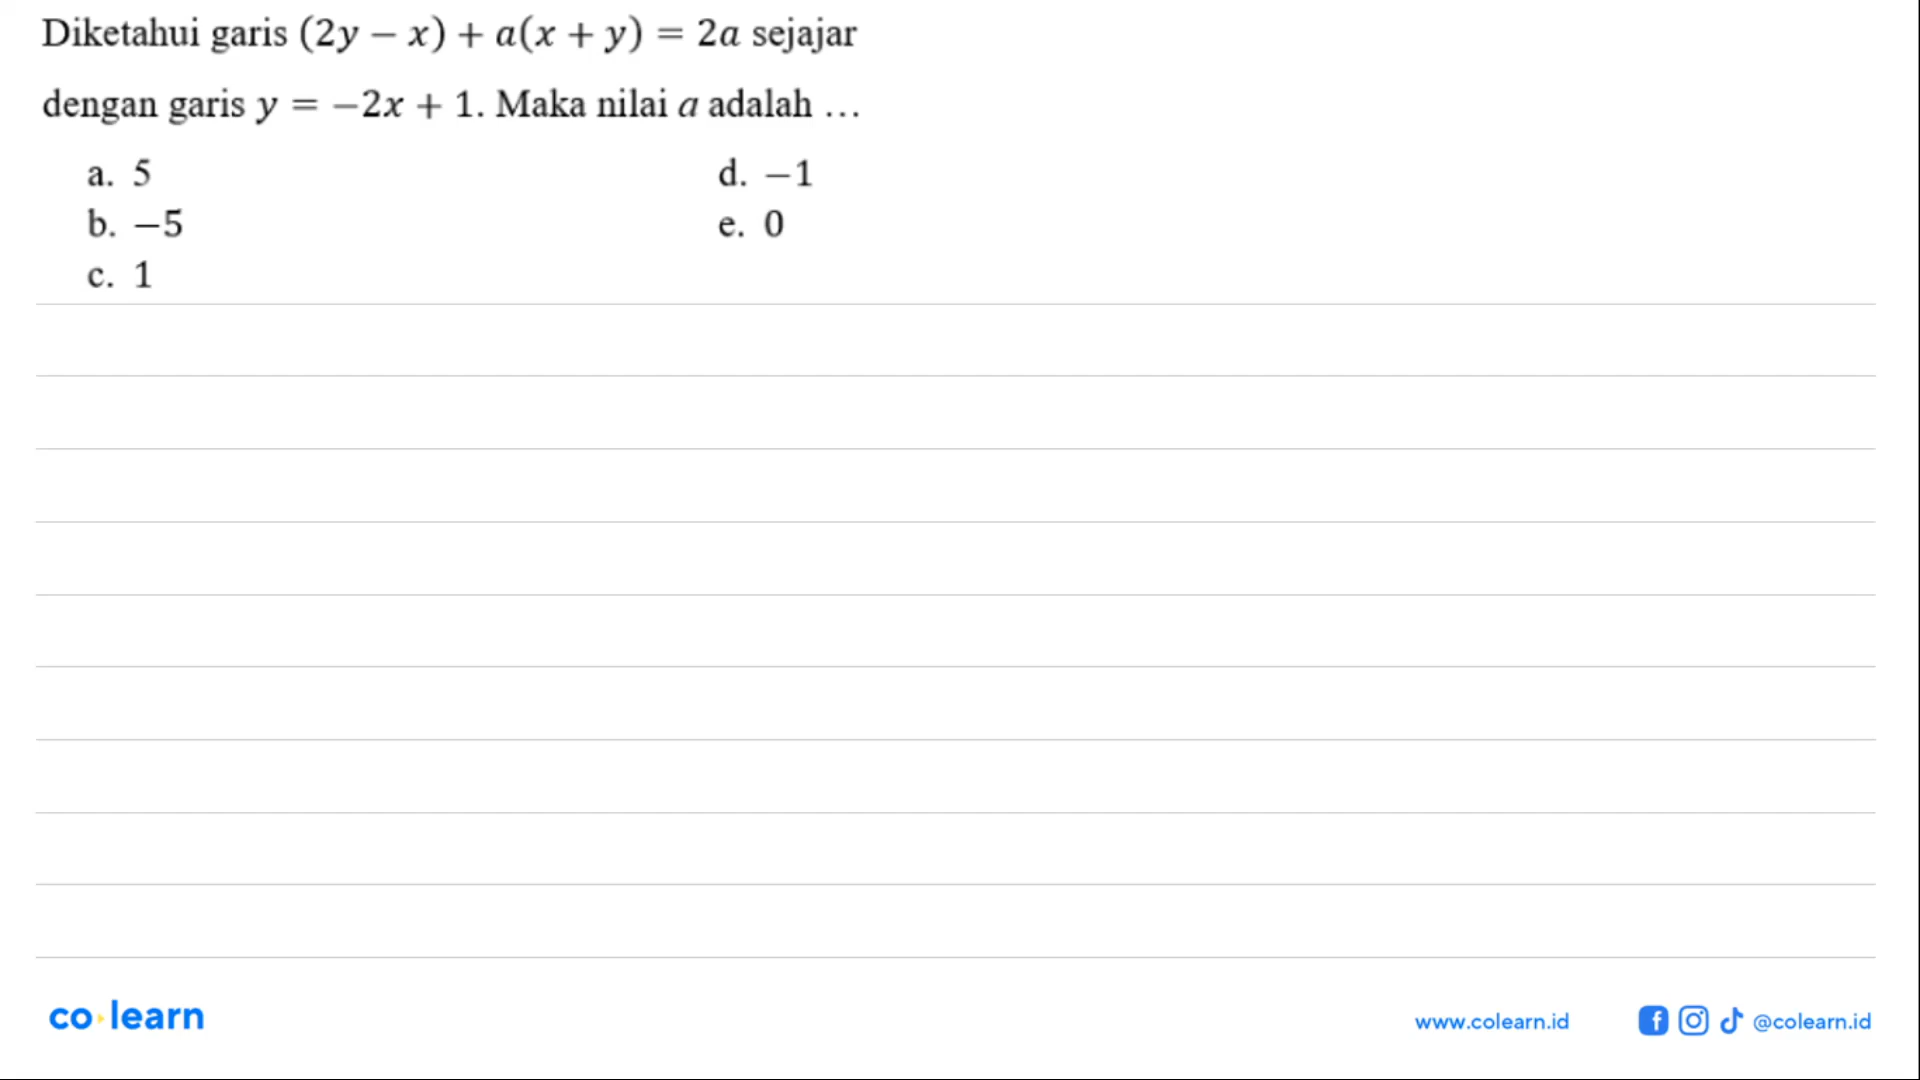 Diketahui garis (2y − x) + a(x + y) = 2a sejajar
dengan garis y = −2x + 1. Maka nilai a adalah ...
a. 5
b. −5
c. 1
d. −1
e. 0
co learn
www.colearn.id
@colearn.id